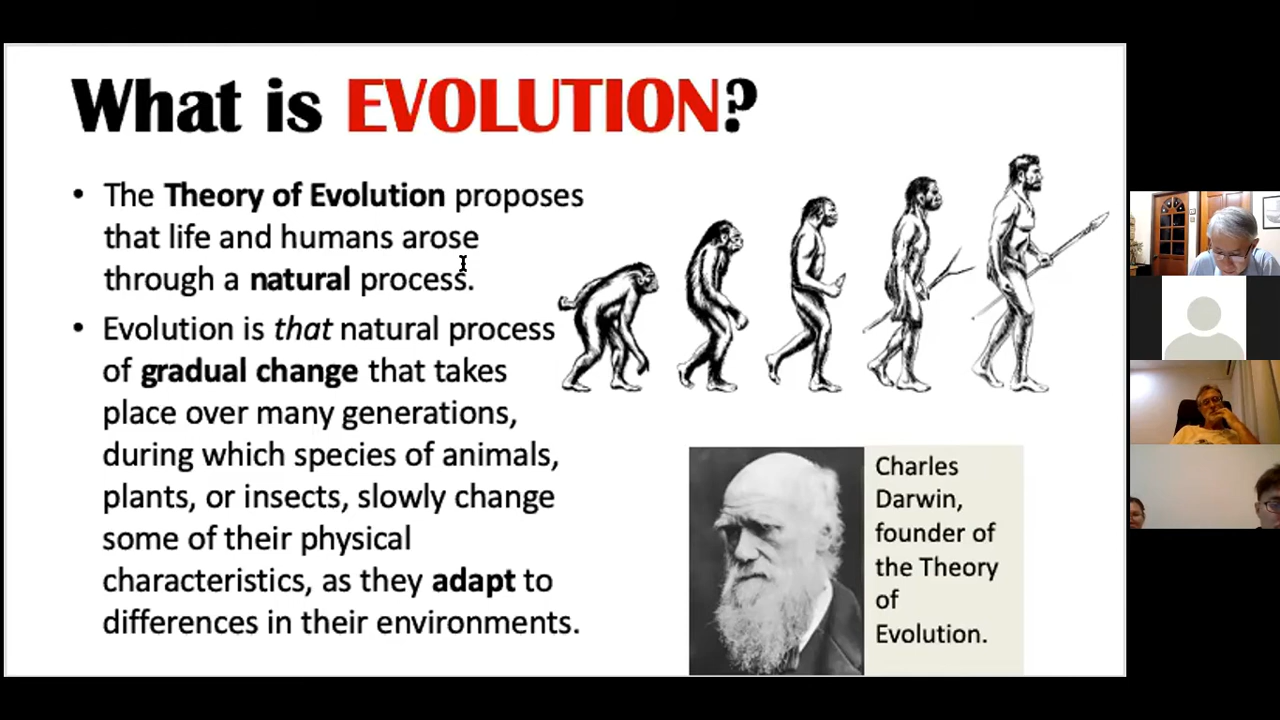 What is EVOLUTION?
• The Theory of Evolution proposes
that life and humans arose
through a natural process.
• Evolution is that natural process
of gradual change that takes
place over many generations,
during which species of animals,
plants, or insects, slowly change
some of their physical
characteristics, as they adapt to
differences in their environments.
Charles
Darwin,
founder of
the Theory
of
Evolution.